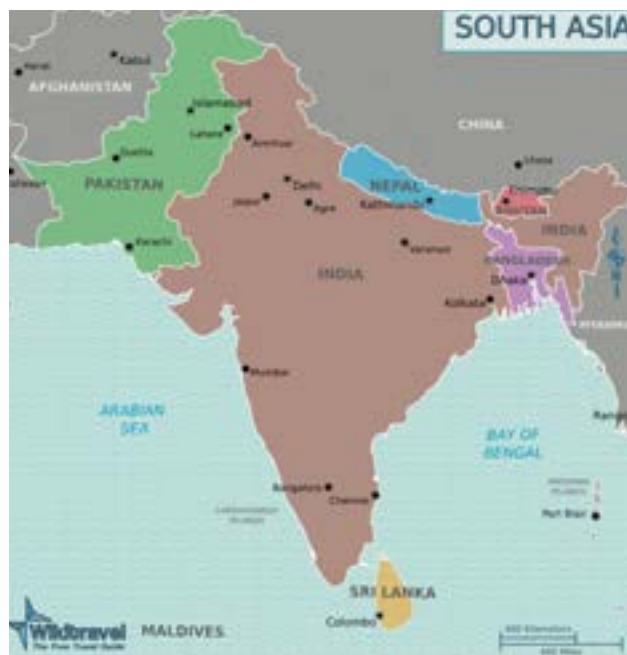 SOUTH ASIA
Kabul
Herat
AFGHANISTAN
Islamabad
CHINA
Lahore
Amritsar
Quetta
Lhasa
PAKISTAN
Delhi
NEPAL
Jaipur
Agra
Kathmandu
BHUTAN
INDIA
Karachi
Varanasi
INDIA
BANGLADESH
Dhaka
Kolkata
MYANMAR
Mumbai
ARABIAN
SEA
BAY OF
BENGAL
Bangalore
Chennai
Port Blair
SRI LANKA
Colombo
MALDIVES
Wildtravel
The Free Travel Guide